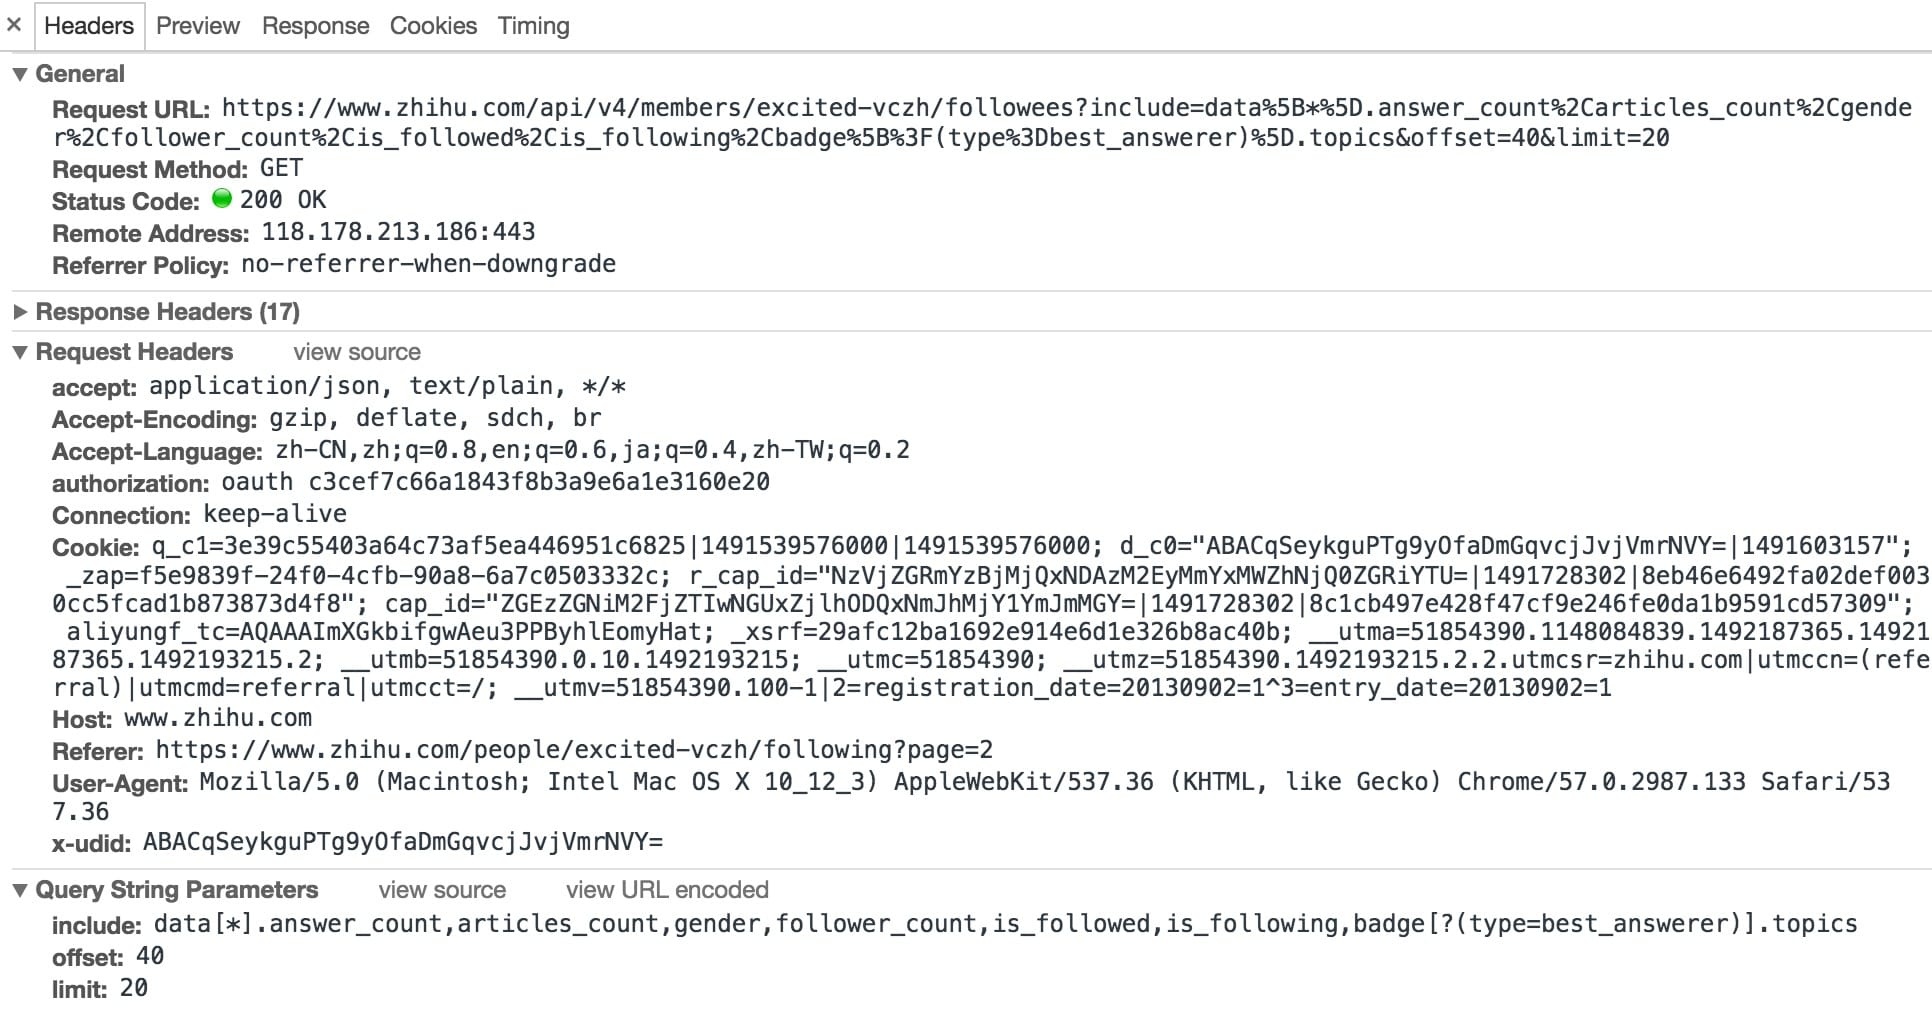 × Headers Preview Response Cookies Timing
▼ General
Request URL: https://www.zhihu.com/api/v4/members/excited-vczh/followees?include=data%5B*%5D.answer_count%2Carticles_count%2Cgende
r%2Cfollower_count%2Cis_followed%2Cis_following%2Cbadge%5B%3F(type%3Dbest_answerer)%5D.topics&offset=40&limit=20
Request Method: GET
Status Code: 200 OK
Remote Address: 118.178.213.186:443
Referrer Policy: no-referrer-when-downgrade
▶ Response Headers (17)
▼ Request Headers view source
accept: application/json, text/plain, */*
Accept-Encoding: gzip, deflate, sdch, br
Accept-Language: zh-CN,zh;q=0.8,en;q=0.6,ja;q=0.4,zh-TW;q=0.2
authorization: oauth c3cef7c66a1843f8b3a9e6a1e3160e20
Connection: keep-alive
Cookie: q_c1=3e39c55403a64c73af5ea446951c6825|1491539576000|1491539576000; d_c0="ABACqSeykguPTg9yOfaDmGqvcjJvjVmrNVY=|1491603157";
_zap=f5e9839f-24f0-4cfb-90a8-6a7c0503332c; r_cap_id="NzVjZGRmYzBjMjQxNDAzM2EyMmYxMWZhNjQ0ZGRiYTU=|1491728302|8eb46e6492fa02def003
0cc5fcad1b873873d4f8"; cap_id="ZGEzZGNiM2FjZTIwNGUxZjlhODQxNmJhMjY1YmJmMGY=|1491728302|8c1cb497e428f47cf9e246fe0da1b9591cd57309";
aliyungf_tc=AQAAAImXGkbifgwAeu3PPByhlEomyHat; _xsrf=29afc12ba1692e914e6d1e326b8ac40b; __utma=51854390.1148084839.1492187365.14921
87365.1492193215.2; __utmb=51854390.0.10.1492193215; __utmc=51854390; __utmz=51854390.1492193215.2.2.utmcsr=zhihu.com|utmccn=(refe
rral)|utmcmd=referral|utmcct=/; __utmv=51854390.100-1|2=registration_date=20130902=1^3=entry_date=20130902=1
Host: www.zhihu.com
Referer: https://www.zhihu.com/people/excited-vczh/following?page=2
User-Agent: Mozilla/5.0 (Macintosh; Intel Mac OS X 10_12_3) AppleWebKit/537.36 (KHTML, like Gecko) Chrome/57.0.2987.133 Safari/53
7.36
x-udid: ABACqSeykguPTg9yOfaDmGqvcjJvjVmrNVY=
▼ Query String Parameters view source view URL encoded
include: data[*].answer_count,articles_count,gender,follower_count,is_followed,is_following,badge[?(type=best_answerer)].topics
offset: 40
limit: 20